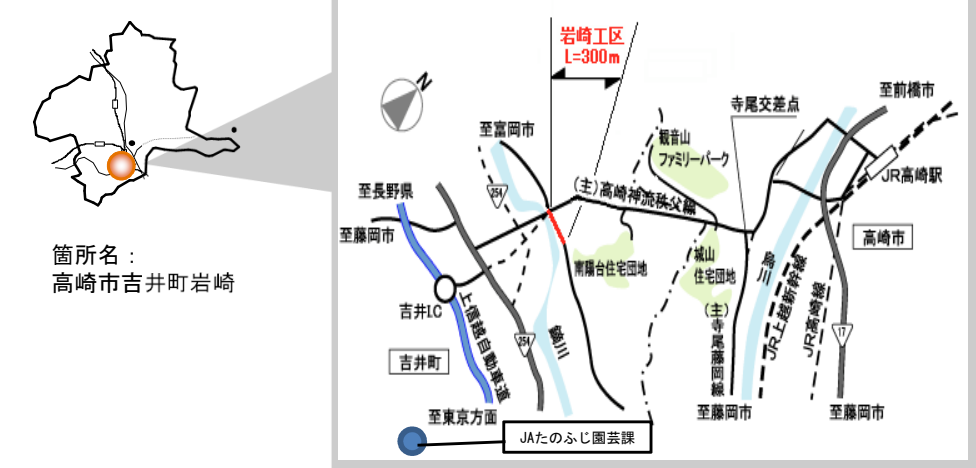 箇所名：
高崎市吉井町岩崎
岩崎工区
L=300m
N
至富岡市
254
至長野県
至藤岡市
(主)高崎神流秩父線
観音山
ファミリーパーク
寺尾交差点
至前橋市
JR高崎駅
高崎市
南陽台住宅団地
城山
住宅団地
烏川
JR上越新幹線
JR高崎線
17
吉井I.C
上信越自動車道
254
鏑川
(主)寺尾藤岡線
吉井町
至東京方面
至藤岡市
至藤岡市
JAたのふじ園芸課